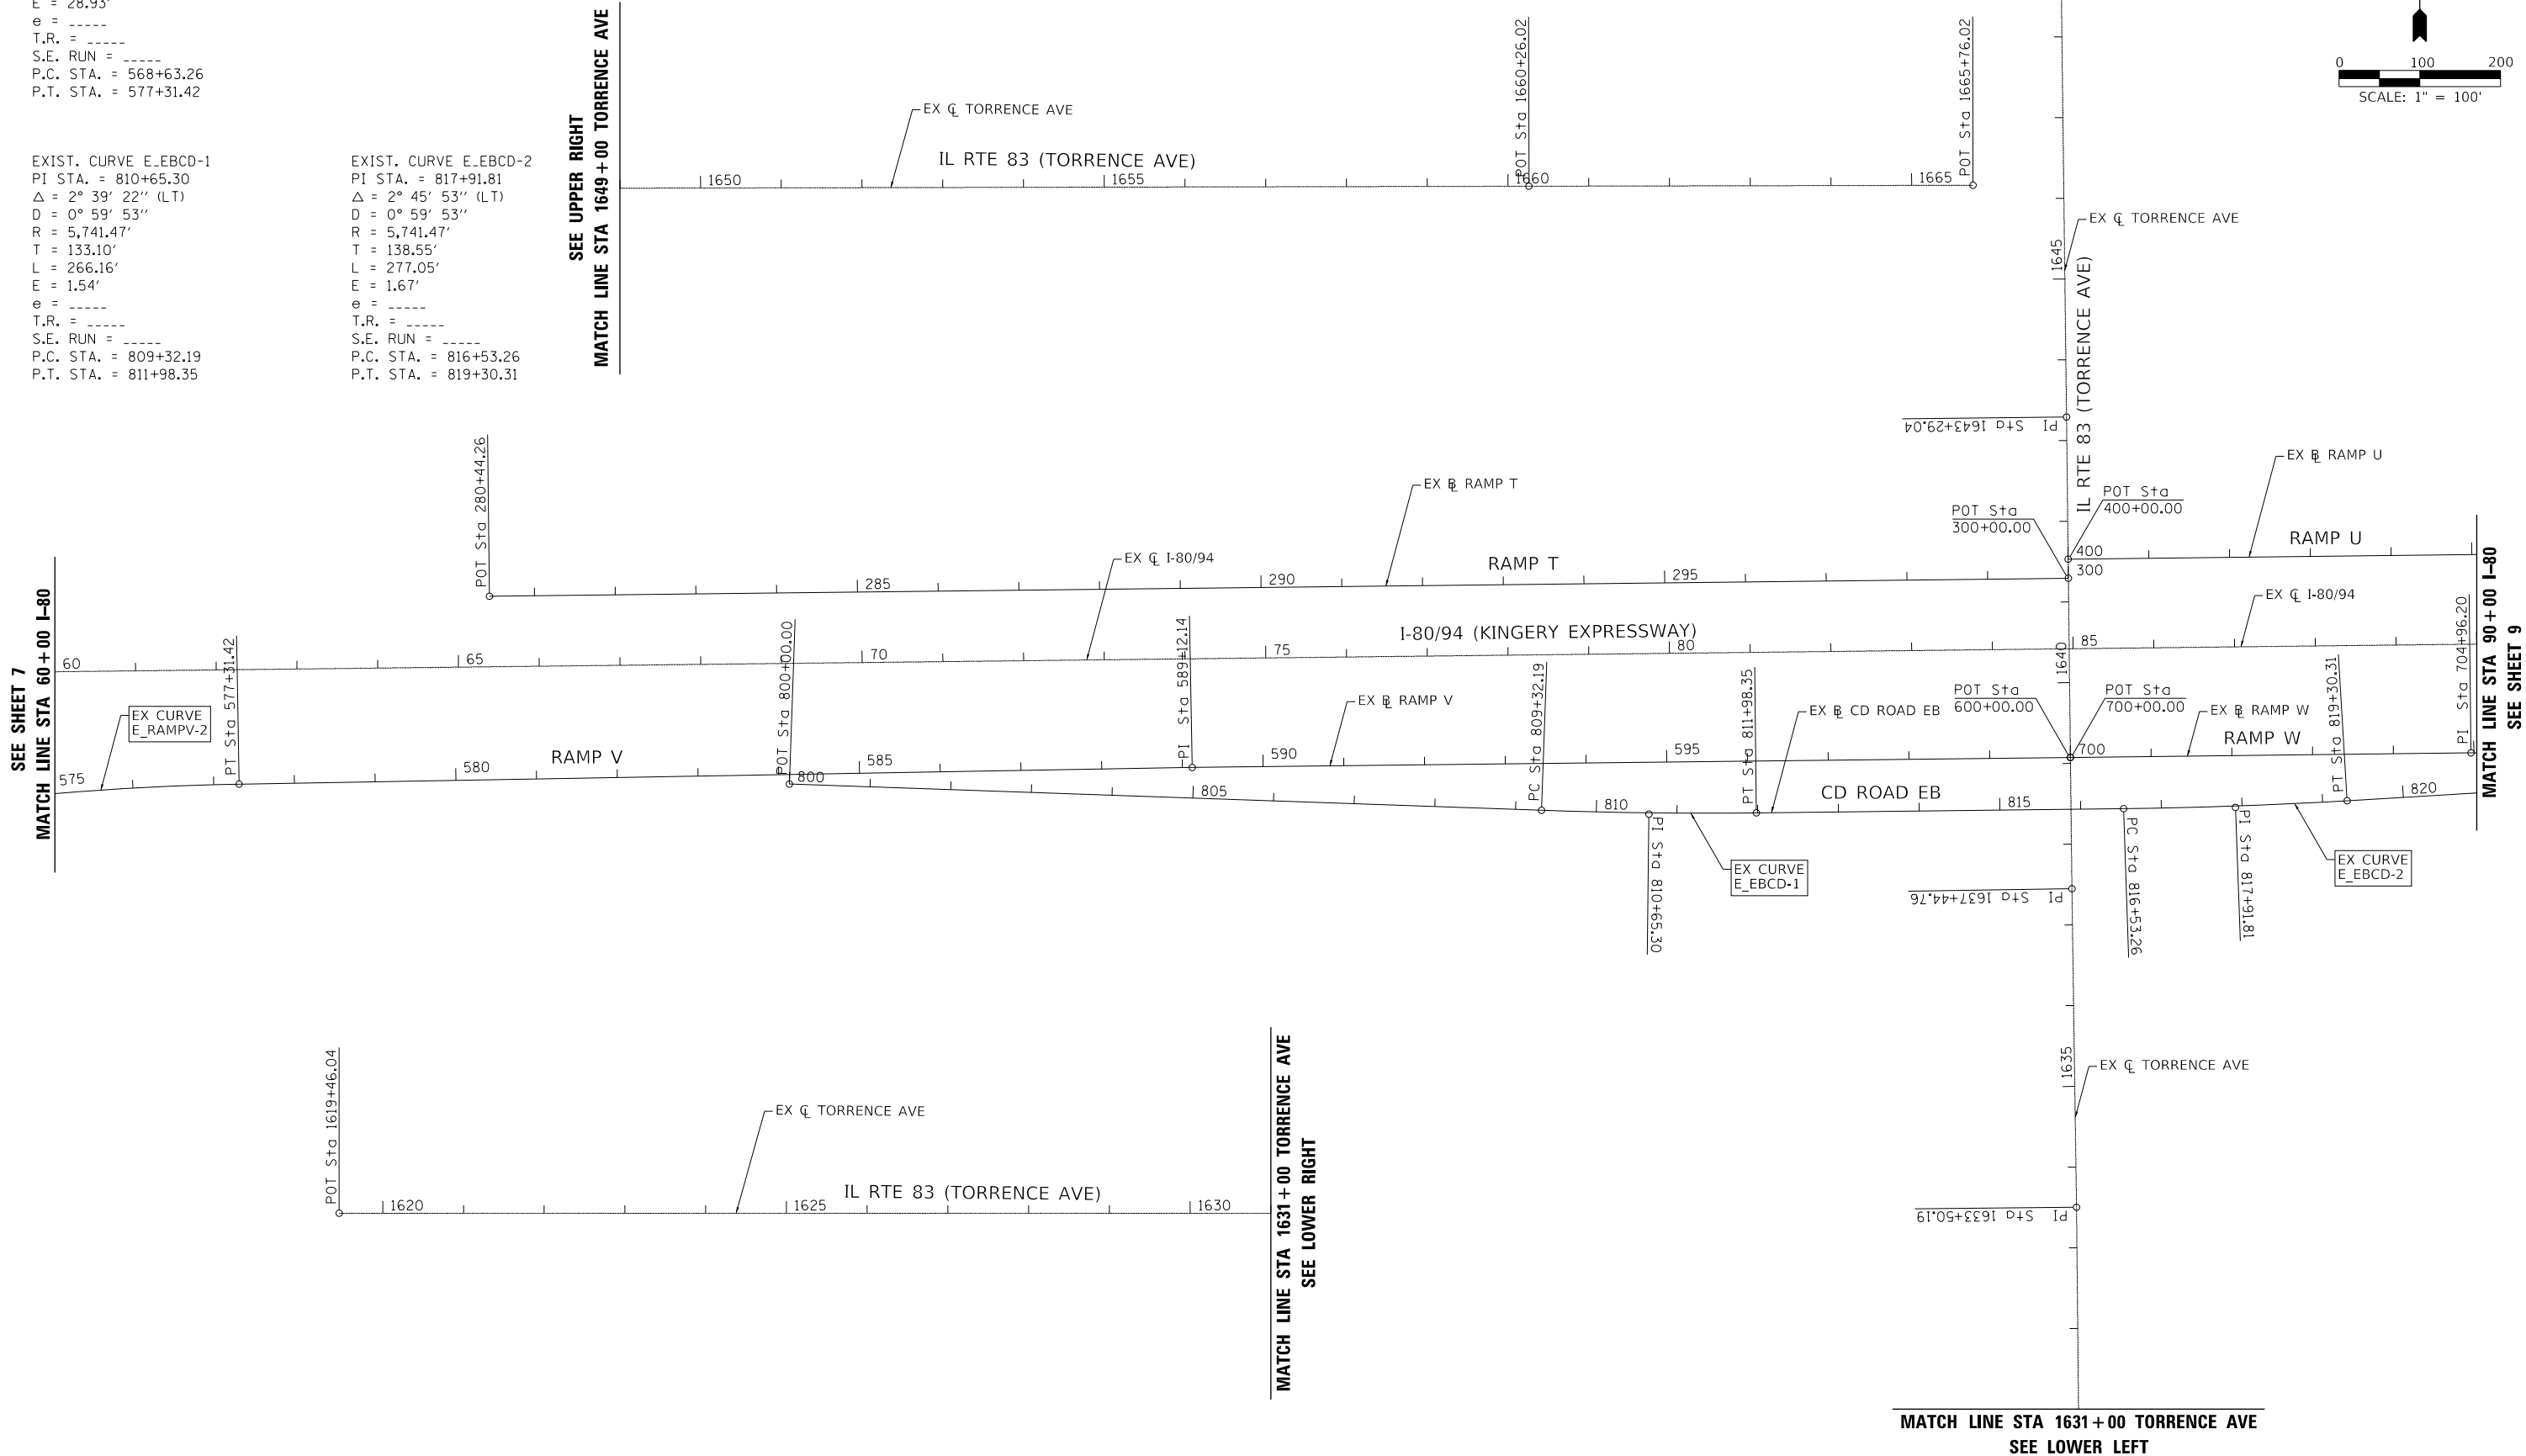 E = 28.93'
e = _____
T.R. = _____
S.E. RUN = _____
P.C. STA. = 568+63.26
P.T. STA. = 577+31.42
EXIST. CURVE E_EBCD-1
PI STA. = 810+65.30
Δ = 2° 39' 22'' (LT)
D = 0° 59' 53''
R = 5,741.47'
T = 133.10'
L = 266.16'
E = 1.54'
e = _____
T.R. = _____
S.E. RUN = _____
P.C. STA. = 809+32.19
P.T. STA. = 811+98.35
EXIST. CURVE E_EBCD-2
PI STA. = 817+91.81
Δ = 2° 45' 53'' (LT)
D = 0° 59' 53''
R = 5,741.47'
T = 138.55'
L = 277.05'
E = 1.67'
e = _____
T.R. = _____
S.E. RUN = _____
P.C. STA. = 816+53.26
P.T. STA. = 819+30.31
SEE UPPER RIGHT
MATCH LINE STA 1649+00 TORRENCE AVE
EX ℄ TORRENCE AVE
IL RTE 83 (TORRENCE AVE)
1650
1655
1660
1665
POT Sta 1660+26.02
POT Sta 1665+76.02
0 100 200
SCALE: 1" = 100'
EX ℄ TORRENCE AVE
1645
IL RTE 83 (TORRENCE AVE)
PI Sta 1643+29.04
POT Sta 280+44.26
EX BL RAMP T
RAMP T
285
290
295
POT Sta
300+00.00
POT Sta
400+00.00
400
300
EX BL RAMP U
RAMP U
SEE SHEET 7
MATCH LINE STA 60+00 I-80
EX ℄ I-80/94
I-80/94 (KINGERY EXPRESSWAY)
EX ℄ I-80/94
60
65
70
75
80
85
1640
MATCH LINE STA 90+00 I-80
SEE SHEET 9
EX CURVE
E_RAMPV-2
PT Sta 577+31.42
POT Sta 800+00.00
PI Sta 589+12.14
EX BL RAMP V
RAMP V
575
580
585
590
595
PC Sta 809+32.19
PT Sta 811+98.35
EX BL CD ROAD EB
CD ROAD EB
POT Sta
600+00.00
POT Sta
700+00.00
700
EX BL RAMP W
RAMP W
PT Sta 819+30.31
PI Sta 704+96.20
800
805
810
815
820
PI Sta 810+65.30
EX CURVE
E_EBCD-1
PC Sta 816+53.26
PI Sta 817+91.81
EX CURVE
E_EBCD-2
PI Sta 1637+44.76
1635
EX ℄ TORRENCE AVE
PI Sta 1633+50.19
POT Sta 1619+46.04
EX ℄ TORRENCE AVE
IL RTE 83 (TORRENCE AVE)
1620
1625
1630
MATCH LINE STA 1631+00 TORRENCE AVE
SEE LOWER RIGHT
MATCH LINE STA 1631+00 TORRENCE AVE
SEE LOWER LEFT